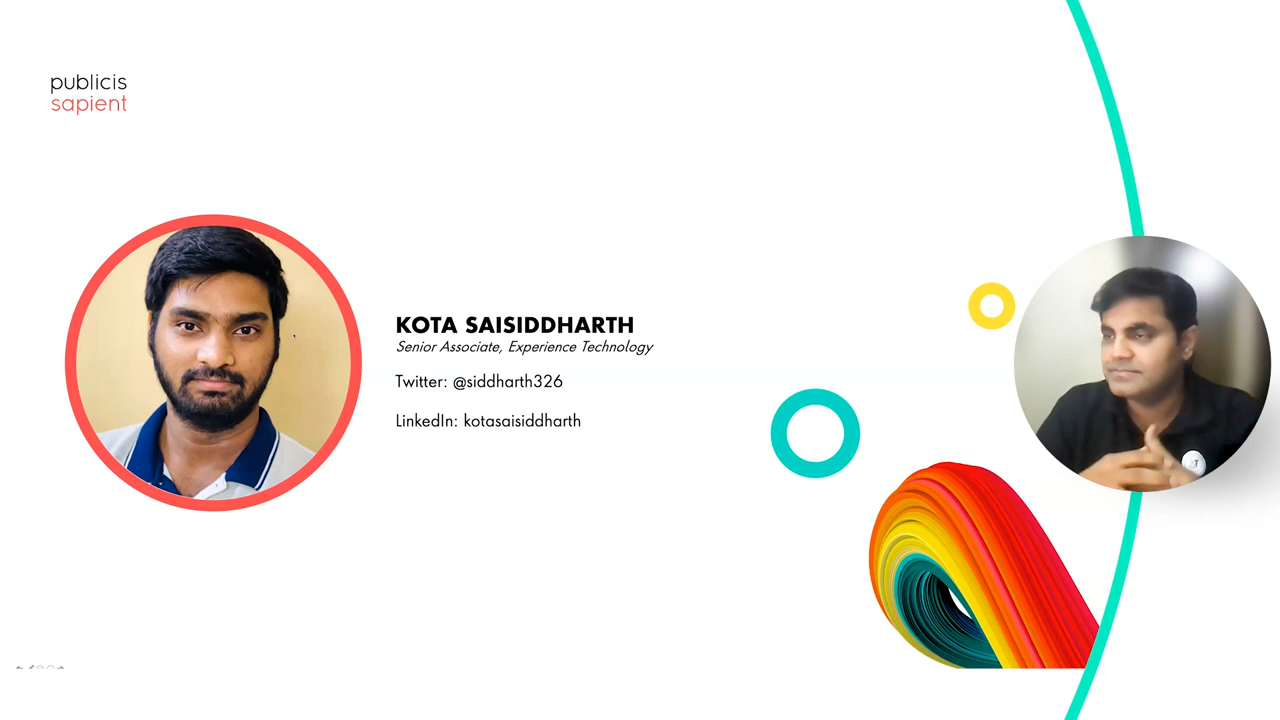 publicis
sapient
KOTA SAISIDDHARTH
Senior Associate, Experience Technology
Twitter: @siddharth326
LinkedIn: kotasaisiddharth